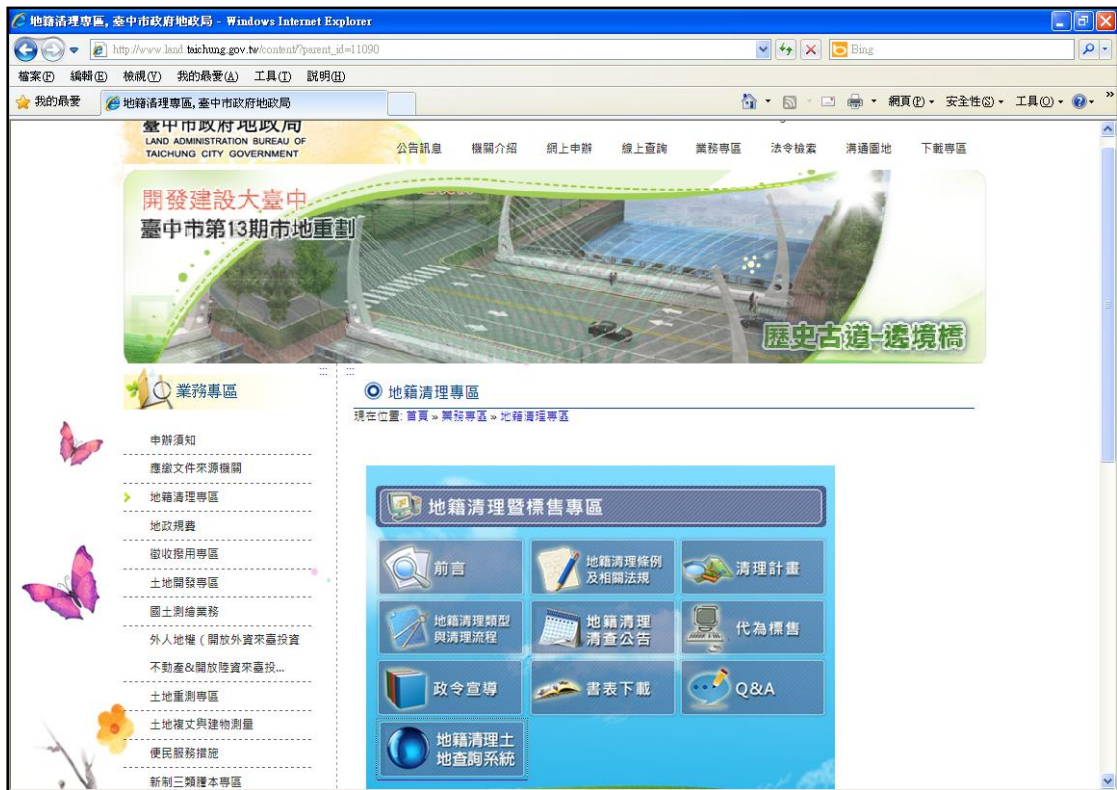 地籍清理專區, 臺中市政府地政局 - Windows Internet Explorer
http://www.land.taichung.gov.tw/content/?parent_id=11090
Bing
檔案(F) 編輯(E) 檢視(V) 我的最愛(A) 工具(T) 說明(H)
我的最愛
地籍清理專區, 臺中市政府地政局
網頁(P) 安全性(S) 工具(O)
臺中市政府地政局
LAND ADMINISTRATION BUREAU OF
TAICHUNG CITY GOVERNMENT
公告訊息 機關介紹 網上申辦 線上查詢 業務專區 法令檢索 溝通園地 下載專區
開發建設大臺中
臺中市第13期市地重劃
歷史古道-邊境橋
業務專區
申辦須知
應繳文件來源機關
地籍清理專區
地政規費
徵收撥用專區
土地開發專區
國土測繪業務
外人地權(開放外資來臺投資
不動產&開放陸資來臺投...
土地重測專區
土地複丈與建物測量
便民服務措施
新制三類謄本專區
地籍清理專區
現在位置: 首頁 » 業務專區 » 地籍清理專區
地籍清理暨標售專區
前言
地籍清理條例
及相關法規
清理計畫
地籍清理類型
與清理流程
地籍清理
清查公告
代為標售
政令宣導
書表下載
Q&A
地籍清理土
地查詢系統